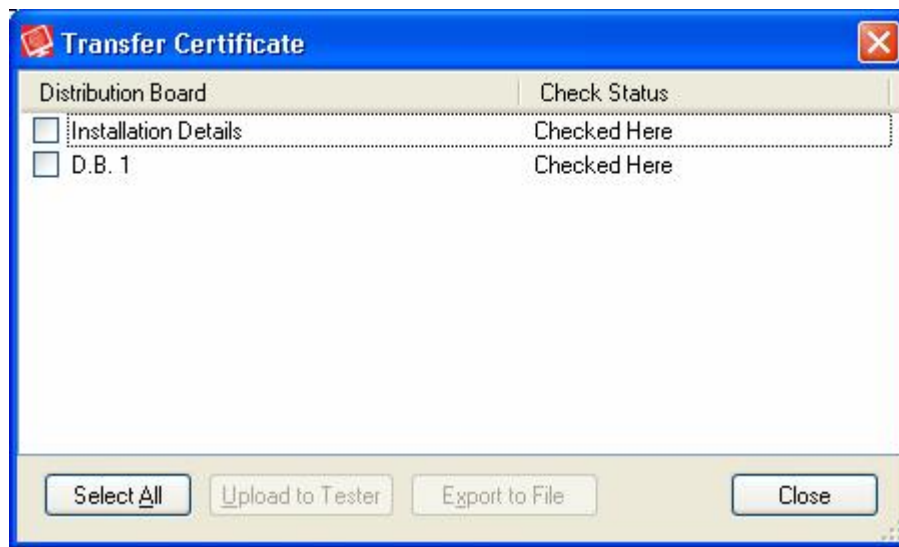 Transfer Certificate
Distribution Board Check Status
Installation Details Checked Here
D.B. 1 Checked Here
Select All Upload to Tester Export to File Close